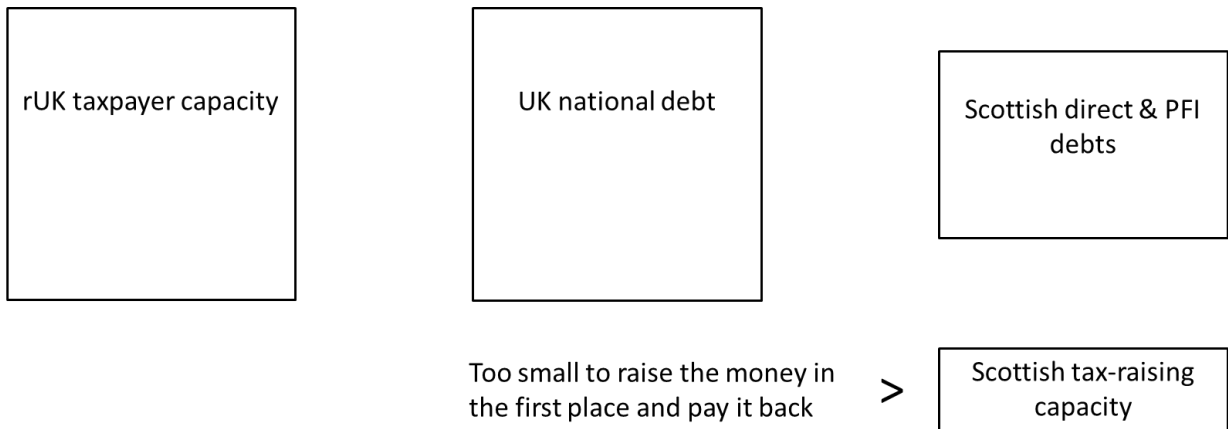 rUK taxpayer capacity
UK national debt
Scottish direct & PFI
debts
Too small to raise the money in
the first place and pay it back
>
Scottish tax-raising
capacity